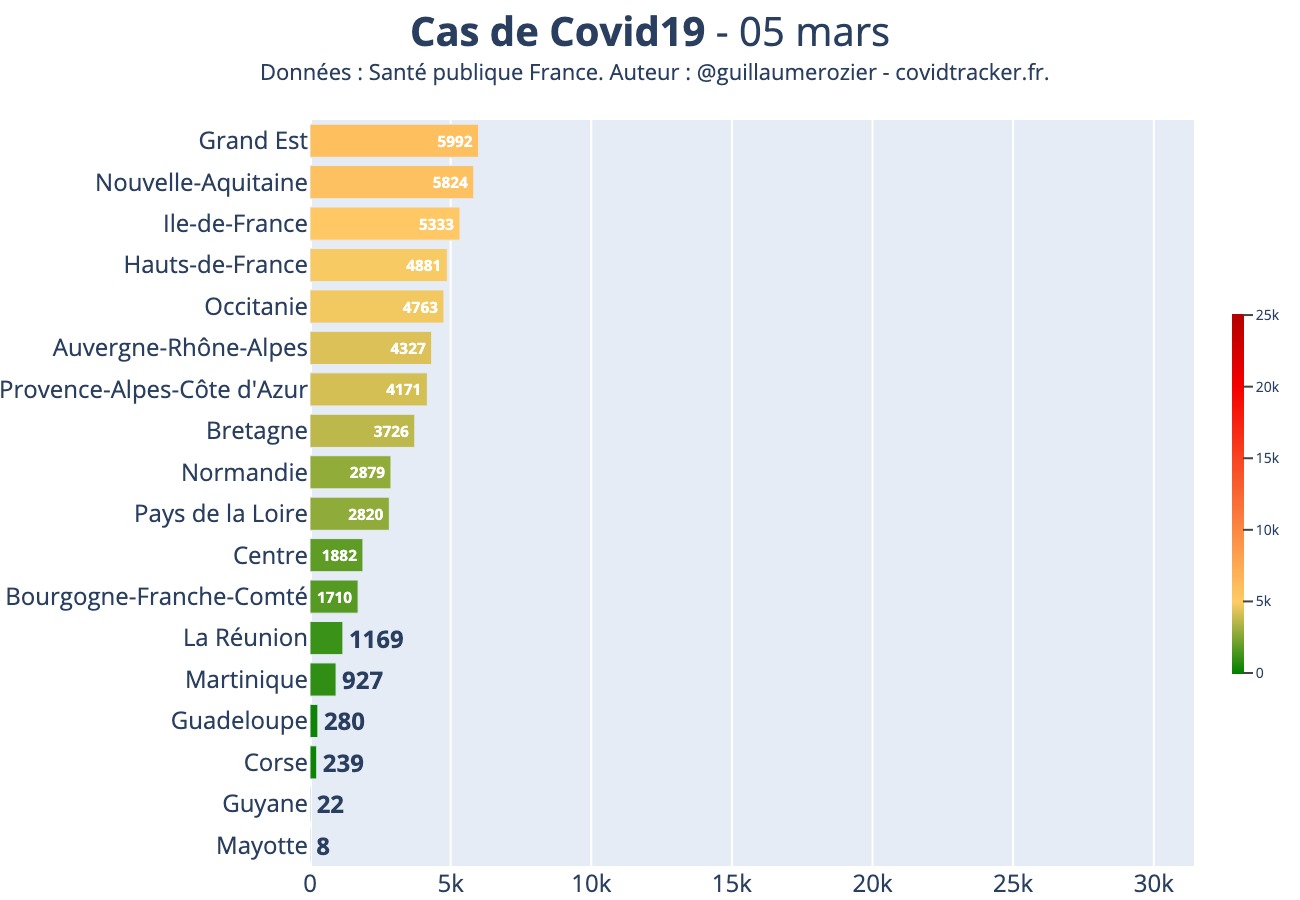 Cas de Covid19 - 05 mars
Données : Santé publique France. Auteur : @guillaumerozier - covidtracker.fr.
Grand Est 5992
Nouvelle-Aquitaine 5824
Ile-de-France 5333
Hauts-de-France 4881
Occitanie 4763
Auvergne-Rhône-Alpes 4327
Provence-Alpes-Côte d'Azur 4171
Bretagne 3726
Normandie 2879
Pays de la Loire 2820
Centre 1882
Bourgogne-Franche-Comté 1710
La Réunion 1169
Martinique 927
Guadeloupe 280
Corse 239
Guyane 22
Mayotte 8
0 5k 10k 15k 20k 25k 30k
25k
20k
15k
10k
5k
0